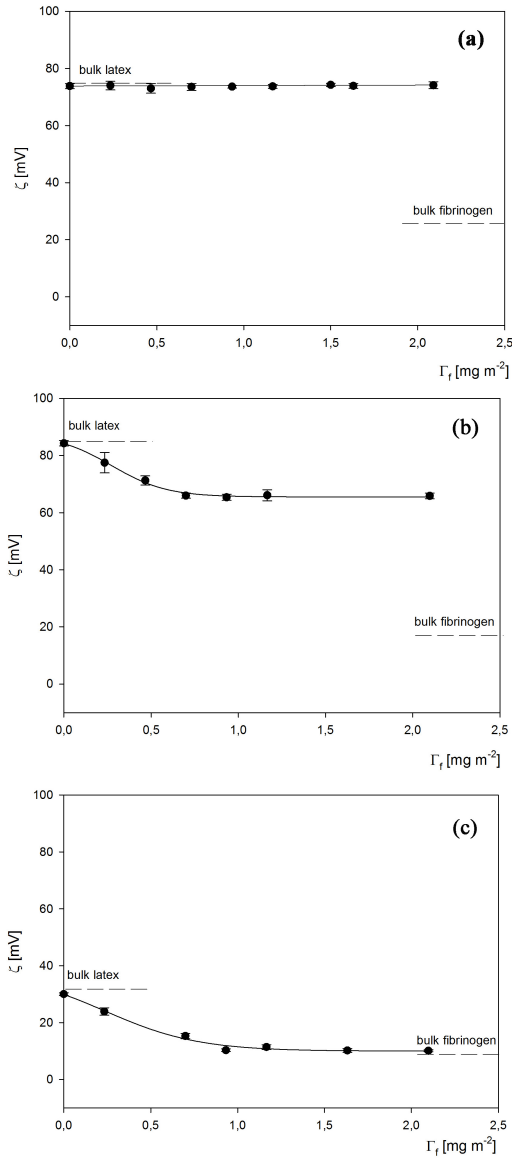 (a)
100
80
60
40
20
0
ζ [mV]
bulk latex
bulk fibrinogen
0,0 0,5 1,0 1,5 2,0 2,5
Γf [mg m-2]
(b)
100
80
60
40
20
0
ζ [mV]
bulk latex
bulk fibrinogen
0,0 0,5 1,0 1,5 2,0 2,5
Γf [mg m-2]
(c)
100
80
60
40
20
0
ζ [mV]
bulk latex
bulk fibrinogen
0,0 0,5 1,0 1,5 2,0 2,5
Γf [mg m-2]